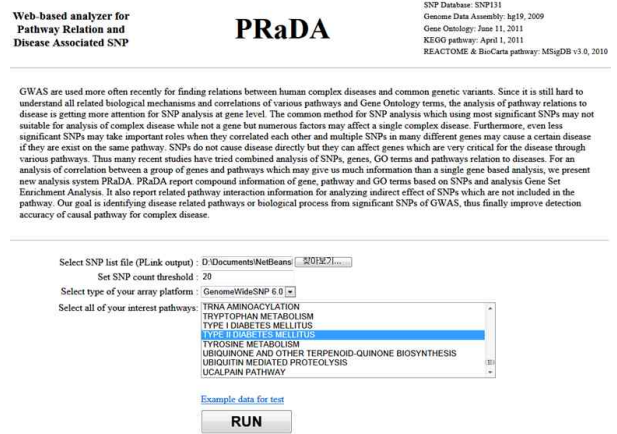 Web-based analyzer for
Pathway Relation and
Disease Associated SNP
PRaDA
SNP Database: SNP131
Genome Data Assembly: hg19, 2009
Gene Ontology: June 11, 2011
KEGG pathway: April 1, 2011
REACTOME & BioCarta pathway: MSigDB v3.0, 2010
GWAS are used more often recently for finding relations between human complex diseases and common genetic variants. Since it is still hard to
understand all related biological mechanisms and correlations of various pathways and Gene Ontology terms, the analysis of pathway relations to
disease is getting more attention for SNP analysis at gene level. The common method for SNP analysis which using most significant SNPs may not
suitable for analysis of complex disease while not a gene but numerous factors may affect a single complex disease. Furthermore, even less
significant SNPs may take important roles when they correlated each other and multiple SNPs in many different genes may cause a certain disease
if they are exist on the same pathway. SNPs do not cause disease directly but they can affect genes which are very critical for the disease through
various pathways. Thus many recent studies have tried combined analysis of SNPs, genes, GO terms and pathways relation to diseases. For an
analysis of correlation between a group of genes and pathways which may give us much information than a single gene based analysis, we present
new analysis system PRaDA. PRaDA report compound information of gene, pathway and GO terms based on SNPs and analysis Gene Set
Enrichment Analysis. It also report related pathway interaction information for analyzing indirect effect of SNPs which are not included in the
pathway. Our goal is identifying disease related pathways or biological process from significant SNPs of GWAS, thus finally improve detection
accuracy of causal pathway for complex disease.
Select SNP list file (PLink output) : D:\Documents\NetBeans 찾아보기...
Set SNP count threshold : 20
Select type of your array platform : GenomeWideSNP 6.0
Select all of your interest pathways: TRNA AMINOACYLATION
TRYPTOPHAN METABOLISM
TYPE I DIABETES MELLITUS
TYPE II DIABETES MELLITUS
TYROSINE METABOLISM
UBIQUINONE AND OTHER TERPENOID-QUINONE BIOSYNTHESIS
UBIQUITIN MEDIATED PROTEOLYSIS
UCALPAIN PATHWAY
Example data for test
RUN